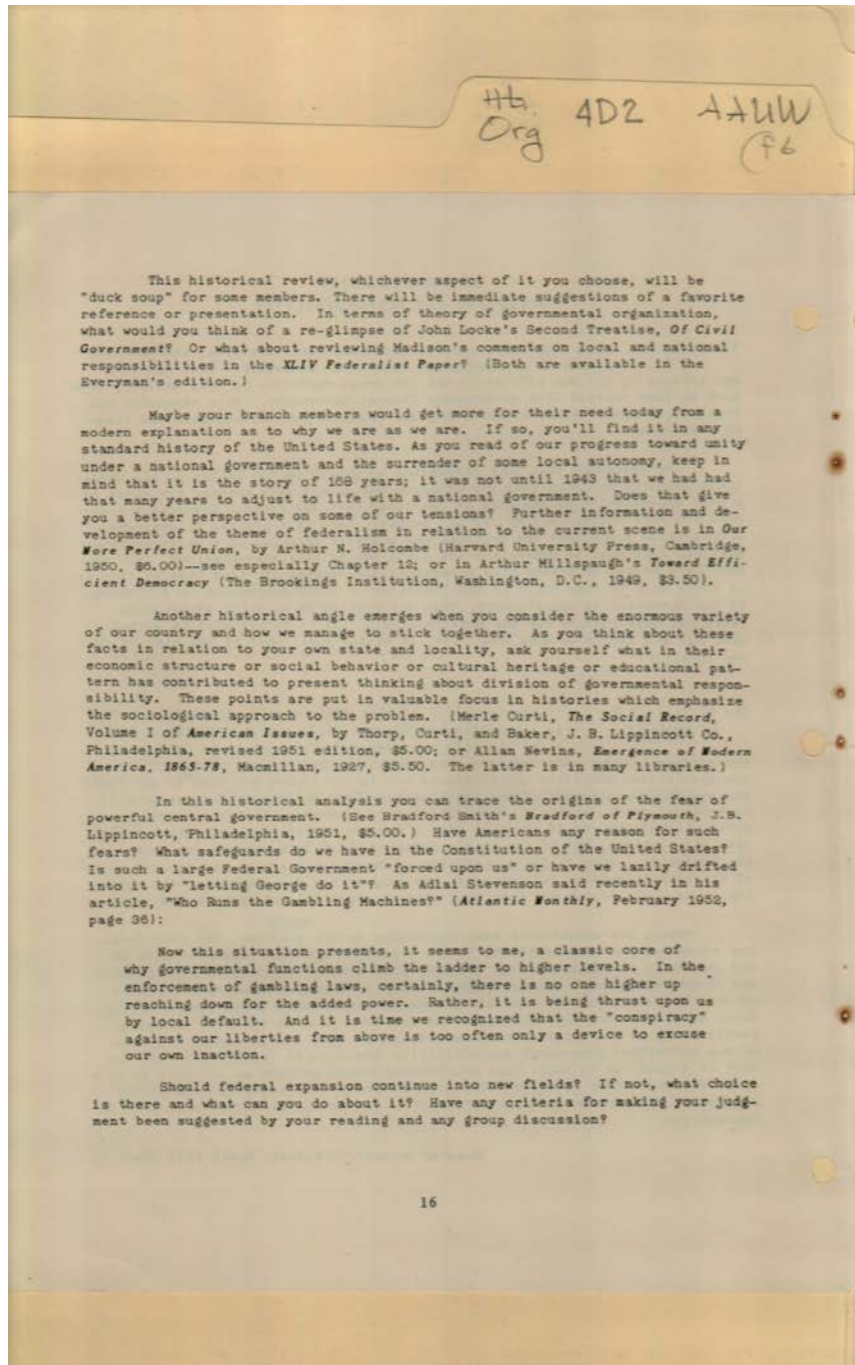 Ht.
Org 4D2 AAUW
(f6
This historical review, whichever aspect of it you choose, will be
"duck soup" for some members. There will be immediate suggestions of a favorite
reference or presentation. In terms of theory of governmental organization,
what would you think of a re-glimpse of John Locke's Second Treatise, Of Civil
Government? Or what about reviewing Madison's comments on local and national
responsibilities in the XLIV Federalist Paper? (Both are available in the
Everyman's edition.)
Maybe your branch members would get more for their need today from a
modern explanation as to why we are as we are. If so, you'll find it in any
standard history of the United States. As you read of our progress toward unity
under a national government and the surrender of some local autonomy, keep in
mind that it is the story of 168 years; it was not until 1943 that we had had
that many years to adjust to life with a national government. Does that give
you a better perspective on some of our tensions? Further information and de-
velopment of the theme of federalism in relation to the current scene is in Our
More Perfect Union, by Arthur N. Holcombe (Harvard University Press, Cambridge,
1950, $6.00)--see especially Chapter 12; or in Arthur Millspaugh's Toward Effi-
cient Democracy (The Brookings Institution, Washington, D.C., 1949, $3.50).
Another historical angle emerges when you consider the enormous variety
of our country and how we manage to stick together. As you think about these
facts in relation to your own state and locality, ask yourself what in their
economic structure or social behavior or cultural heritage or educational pat-
tern has contributed to present thinking about division of governmental respon-
sibility. These points are put in valuable focus in histories which emphasize
the sociological approach to the problem. (Merle Curti, The Social Record,
Volume I of American Issues, by Thorp, Curti, and Baker, J. B. Lippincott Co.,
Philadelphia, revised 1951 edition, $5.00; or Allan Nevins, Emergence of Modern
America, 1865-78, Macmillan, 1927, $5.50. The latter is in many libraries.)
In this historical analysis you can trace the origins of the fear of
powerful central government. (See Bradford Smith's Bradford of Plymouth, J.B.
Lippincott, Philadelphia, 1951, $5.00.) Have Americans any reason for such
fears? What safeguards do we have in the Constitution of the United States?
Is such a large Federal Government "forced upon us" or have we lazily drifted
into it by "letting George do it"? As Adlai Stevenson said recently in his
article, "Who Runs the Gambling Machines?" (Atlantic Monthly, February 1952,
page 36):
Now this situation presents, it seems to me, a classic core of
why governmental functions climb the ladder to higher levels. In the
enforcement of gambling laws, certainly, there is no one higher up
reaching down for the added power. Rather, it is being thrust upon us
by local default. And it is time we recognized that the "conspiracy"
against our liberties from above is too often only a device to excuse
our own inaction.
Should federal expansion continue into new fields? If not, what choice
is there and what can you do about it? Have any criteria for making your judg-
ment been suggested by your reading and any group discussion?
16